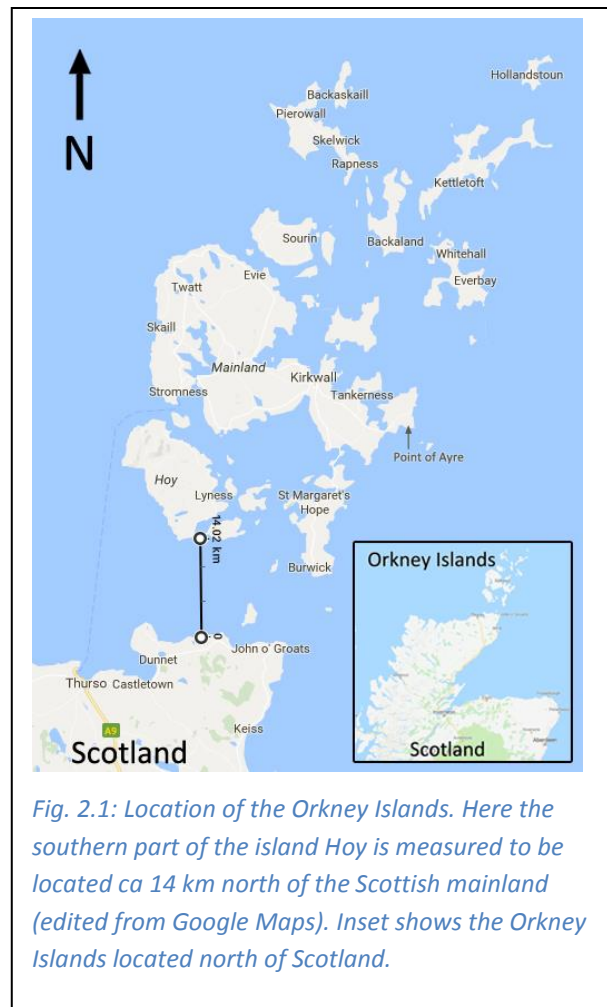 Hollandstoun
Backaskaill
Pierowall
Skelwick
Rapness
Kettletoft
N
Sourin
Backaland
Whitehall
Everbay
Evie
Twatt
Skaill
Mainland
Kirkwall
Tankerness
Stromness
Point of Ayre
Hoy
Lyness
St Margaret's
Hope
14.02 km
Burwick
0
Orkney Islands
John o' Groats
Dunnet
Thurso
Castletown
A9
Keiss
Scotland
Scotland
Aberdeen
Fig. 2.1: Location of the Orkney Islands. Here the
southern part of the island Hoy is measured to be
located ca 14 km north of the Scottish mainland
(edited from Google Maps). Inset shows the Orkney
Islands located north of Scotland.